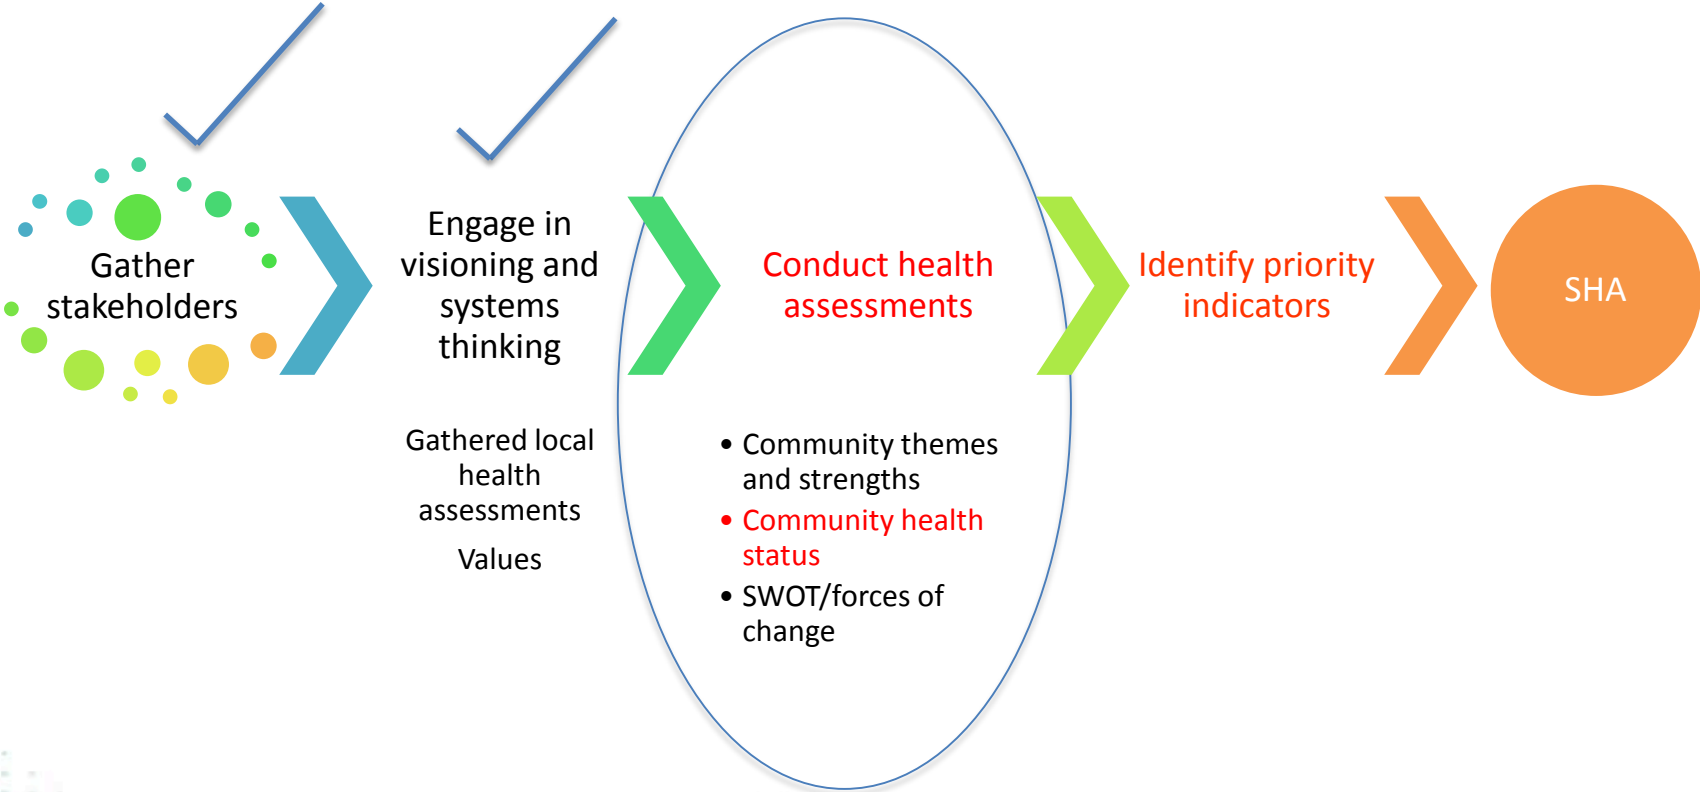 Gather
stakeholders
Engage in
visioning and
systems
thinking
Gathered local
health
assessments
Values
Conduct health
assessments
• Community themes
and strengths
• Community health
status
• SWOT/forces of
change
Identify priority
indicators
SHA